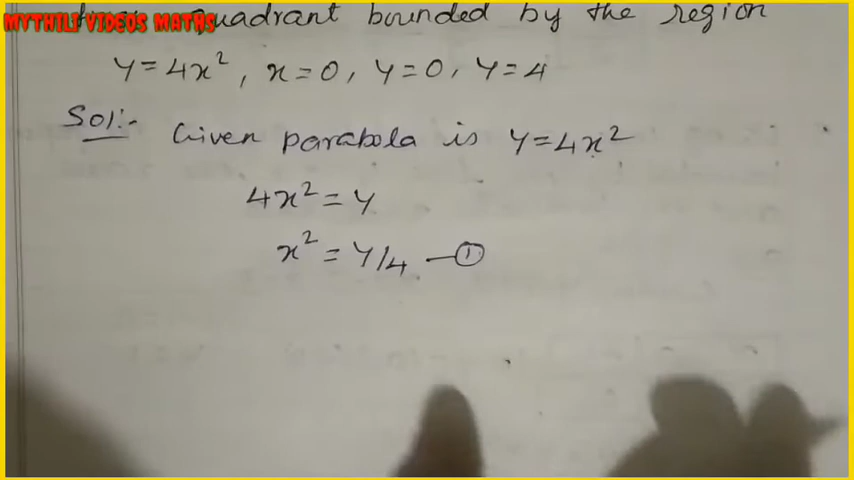 MYTHILI VIDEOS MATHS
quadrant bounded by the region
y=4x², x=0, y=0, y=4
Sol:- Given parabola is y=4x²
4x²=y
x²=y/4 —①